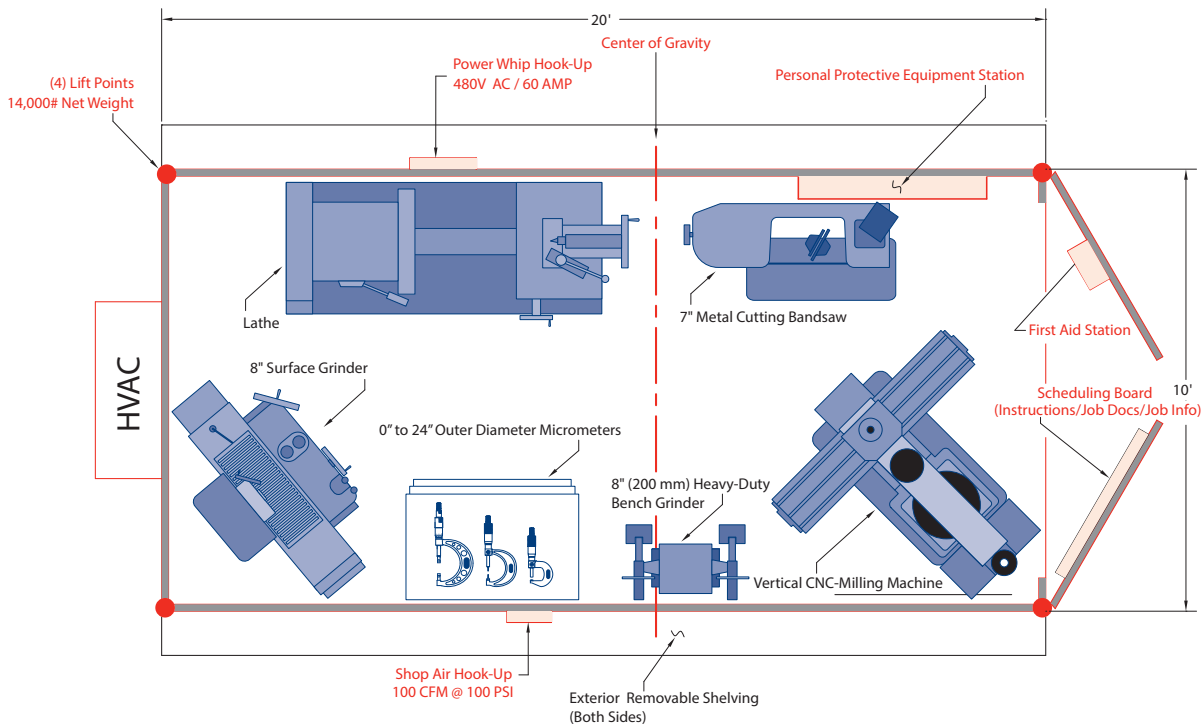 20'
Center of Gravity
Power Whip Hook-Up
480V AC / 60 AMP
Personal Protective Equipment Station
(4) Lift Points
14,000# Net Weight
Lathe
7" Metal Cutting Bandsaw
First Aid Station
HVAC
8" Surface Grinder
10'
Scheduling Board
(Instructions/Job Docs/Job Info)
0” to 24” Outer Diameter Micrometers
8" (200 mm) Heavy-Duty
Bench Grinder
Vertical CNC-Milling Machine
Shop Air Hook-Up
100 CFM @ 100 PSI
Exterior Removable Shelving
(Both Sides)